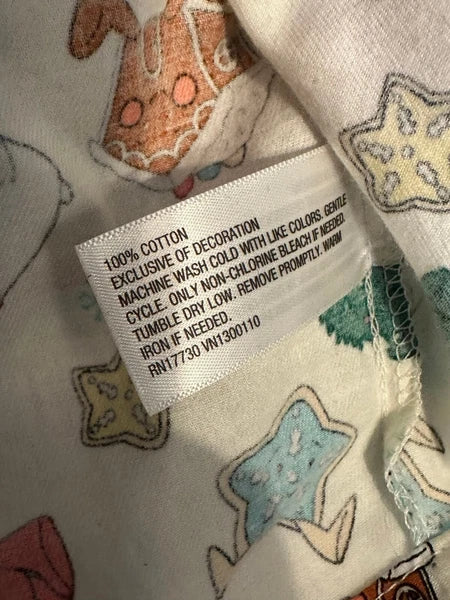 100% COTTON
EXCLUSIVE OF DECORATION
MACHINE WASH COLD WITH LIKE COLORS. GENTLE
CYCLE. ONLY NON-CHLORINE BLEACH IF NEEDED.
TUMBLE DRY LOW. REMOVE PROMPTLY. WARM
IRON IF NEEDED.
RN17730 VN1300110